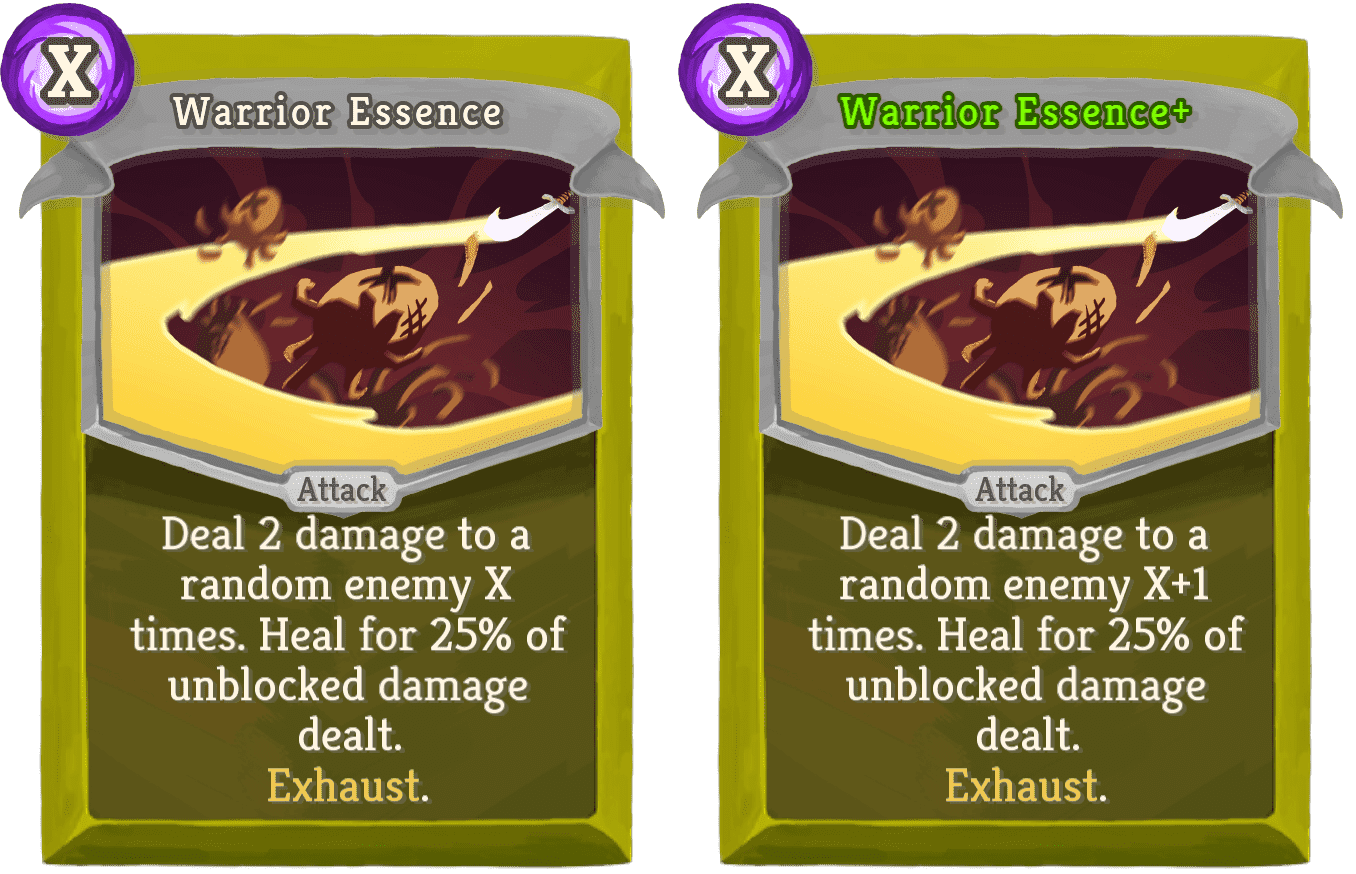 X
Warrior Essence
Attack
Deal 2 damage to a
random enemy X
times. Heal for 25% of
unblocked damage
dealt.
Exhaust.
X
Warrior Essence+
Attack
Deal 2 damage to a
random enemy X+1
times. Heal for 25% of
unblocked damage
dealt.
Exhaust.